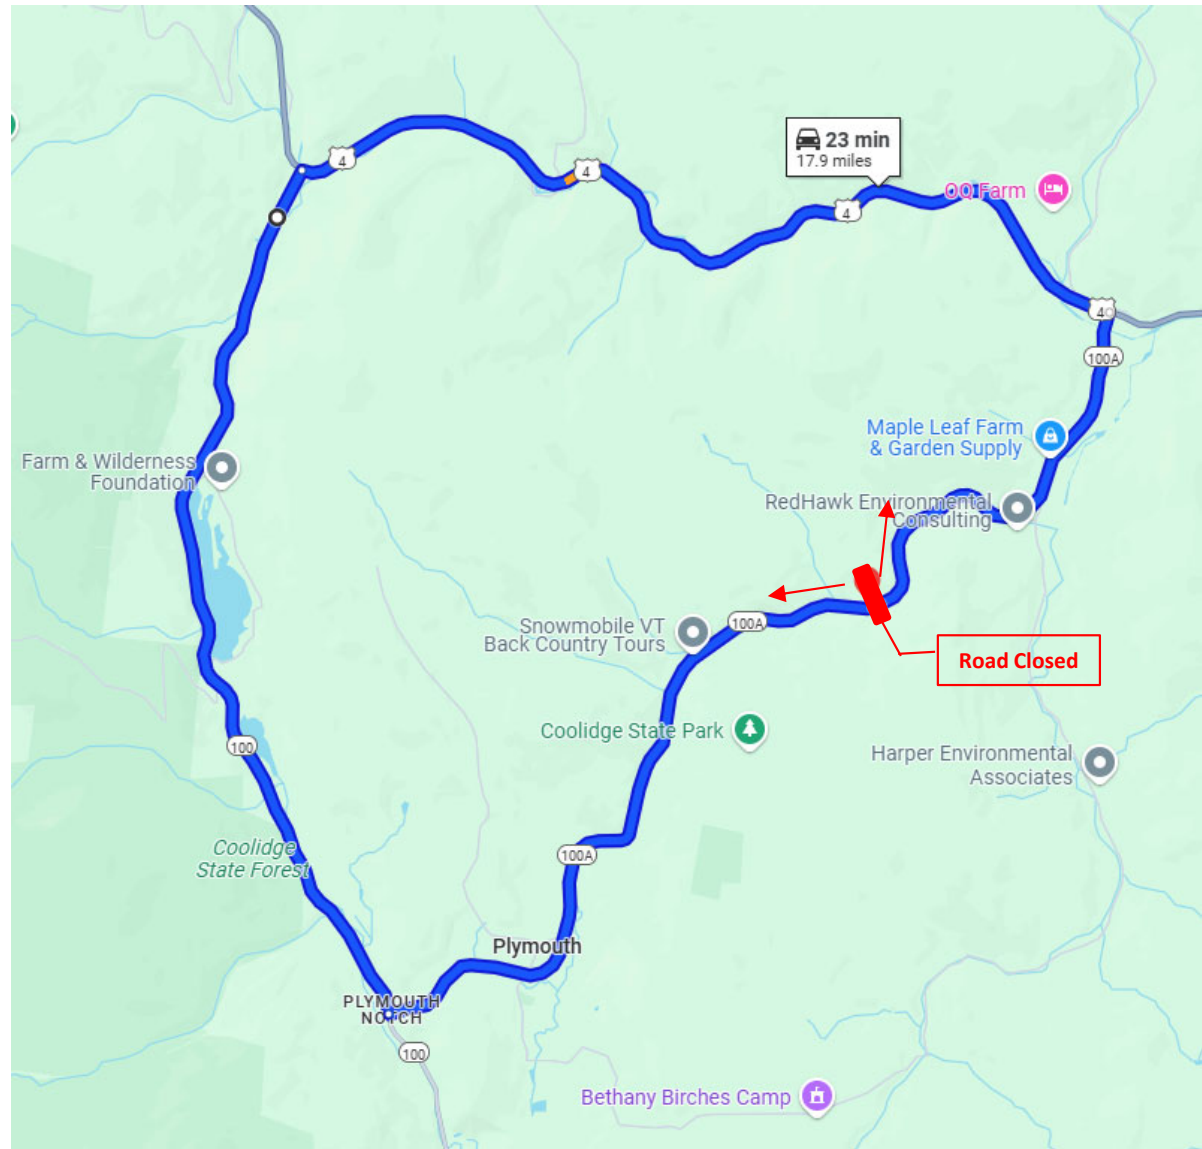 4
4
23 min
17.9 miles
OQ Farm
4
4
100A
Maple Leaf Farm
& Garden Supply
Farm & Wilderness
Foundation
RedHawk Environmental
Consulting
Snowmobile VT
Back Country Tours
100A
Road Closed
Coolidge State Park
100
Harper Environmental
Associates
Coolidge
State Forest
100A
Plymouth
PLYMOUTH
NOTCH
100
Bethany Birches Camp